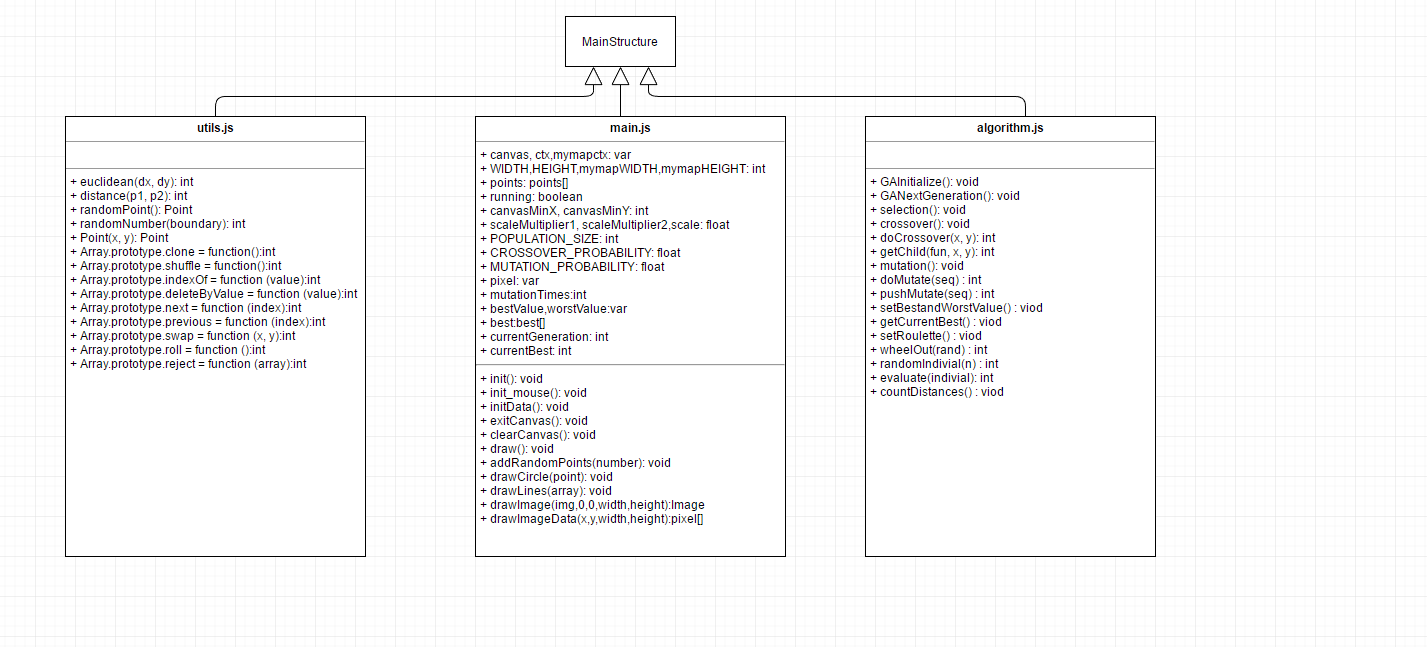 MainStructure
utils.js
+ euclidean(dx, dy): int
+ distance(p1, p2): int
+ randomPoint(): Point
+ randomNumber(boundary): int
+ Point(x, y): Point
+ Array.prototype.clone = function():int
+ Array.prototype.shuffle = function():int
+ Array.prototype.indexOf = function (value):int
+ Array.prototype.deleteByValue = function (value):int
+ Array.prototype.next = function (index):int
+ Array.prototype.previous = function (index):int
+ Array.prototype.swap = function (x, y):int
+ Array.prototype.roll = function ():int
+ Array.prototype.reject = function (array):int
main.js
+ canvas, ctx,mymapctx: var
+ WIDTH,HEIGHT,mymapWIDTH,mymapHEIGHT: int
+ points: points[]
+ running: boolean
+ canvasMinX, canvasMinY: int
+ scaleMultiplier1, scaleMultiplier2,scale: float
+ POPULATION_SIZE: int
+ CROSSOVER_PROBABILITY: float
+ MUTATION_PROBABILITY: float
+ pixel: var
+ mutationTimes:int
+ bestValue,worstValue:var
+ best:best[]
+ currentGeneration: int
+ currentBest: int
+ init(): void
+ init_mouse(): void
+ initData(): void
+ exitCanvas(): void
+ clearCanvas(): void
+ draw(): void
+ addRandomPoints(number): void
+ drawCircle(point): void
+ drawLines(array): void
+ drawImage(img,0,0,width,height):Image
+ drawImageData(x,y,width,height):pixel[]
algorithm.js
+ GAInitialize(): void
+ GANextGeneration(): void
+ selection(): void
+ crossover(): void
+ doCrossover(x, y): int
+ getChild(fun, x, y): int
+ mutation(): void
+ doMutate(seq) : int
+ pushMutate(seq) : int
+ setBestandWorstValue() : viod
+ getCurrentBest() : viod
+ setRoulette() : viod
+ wheelOut(rand) : int
+ randomIndivial(n) : int
+ evaluate(indivial): int
+ countDistances() : viod